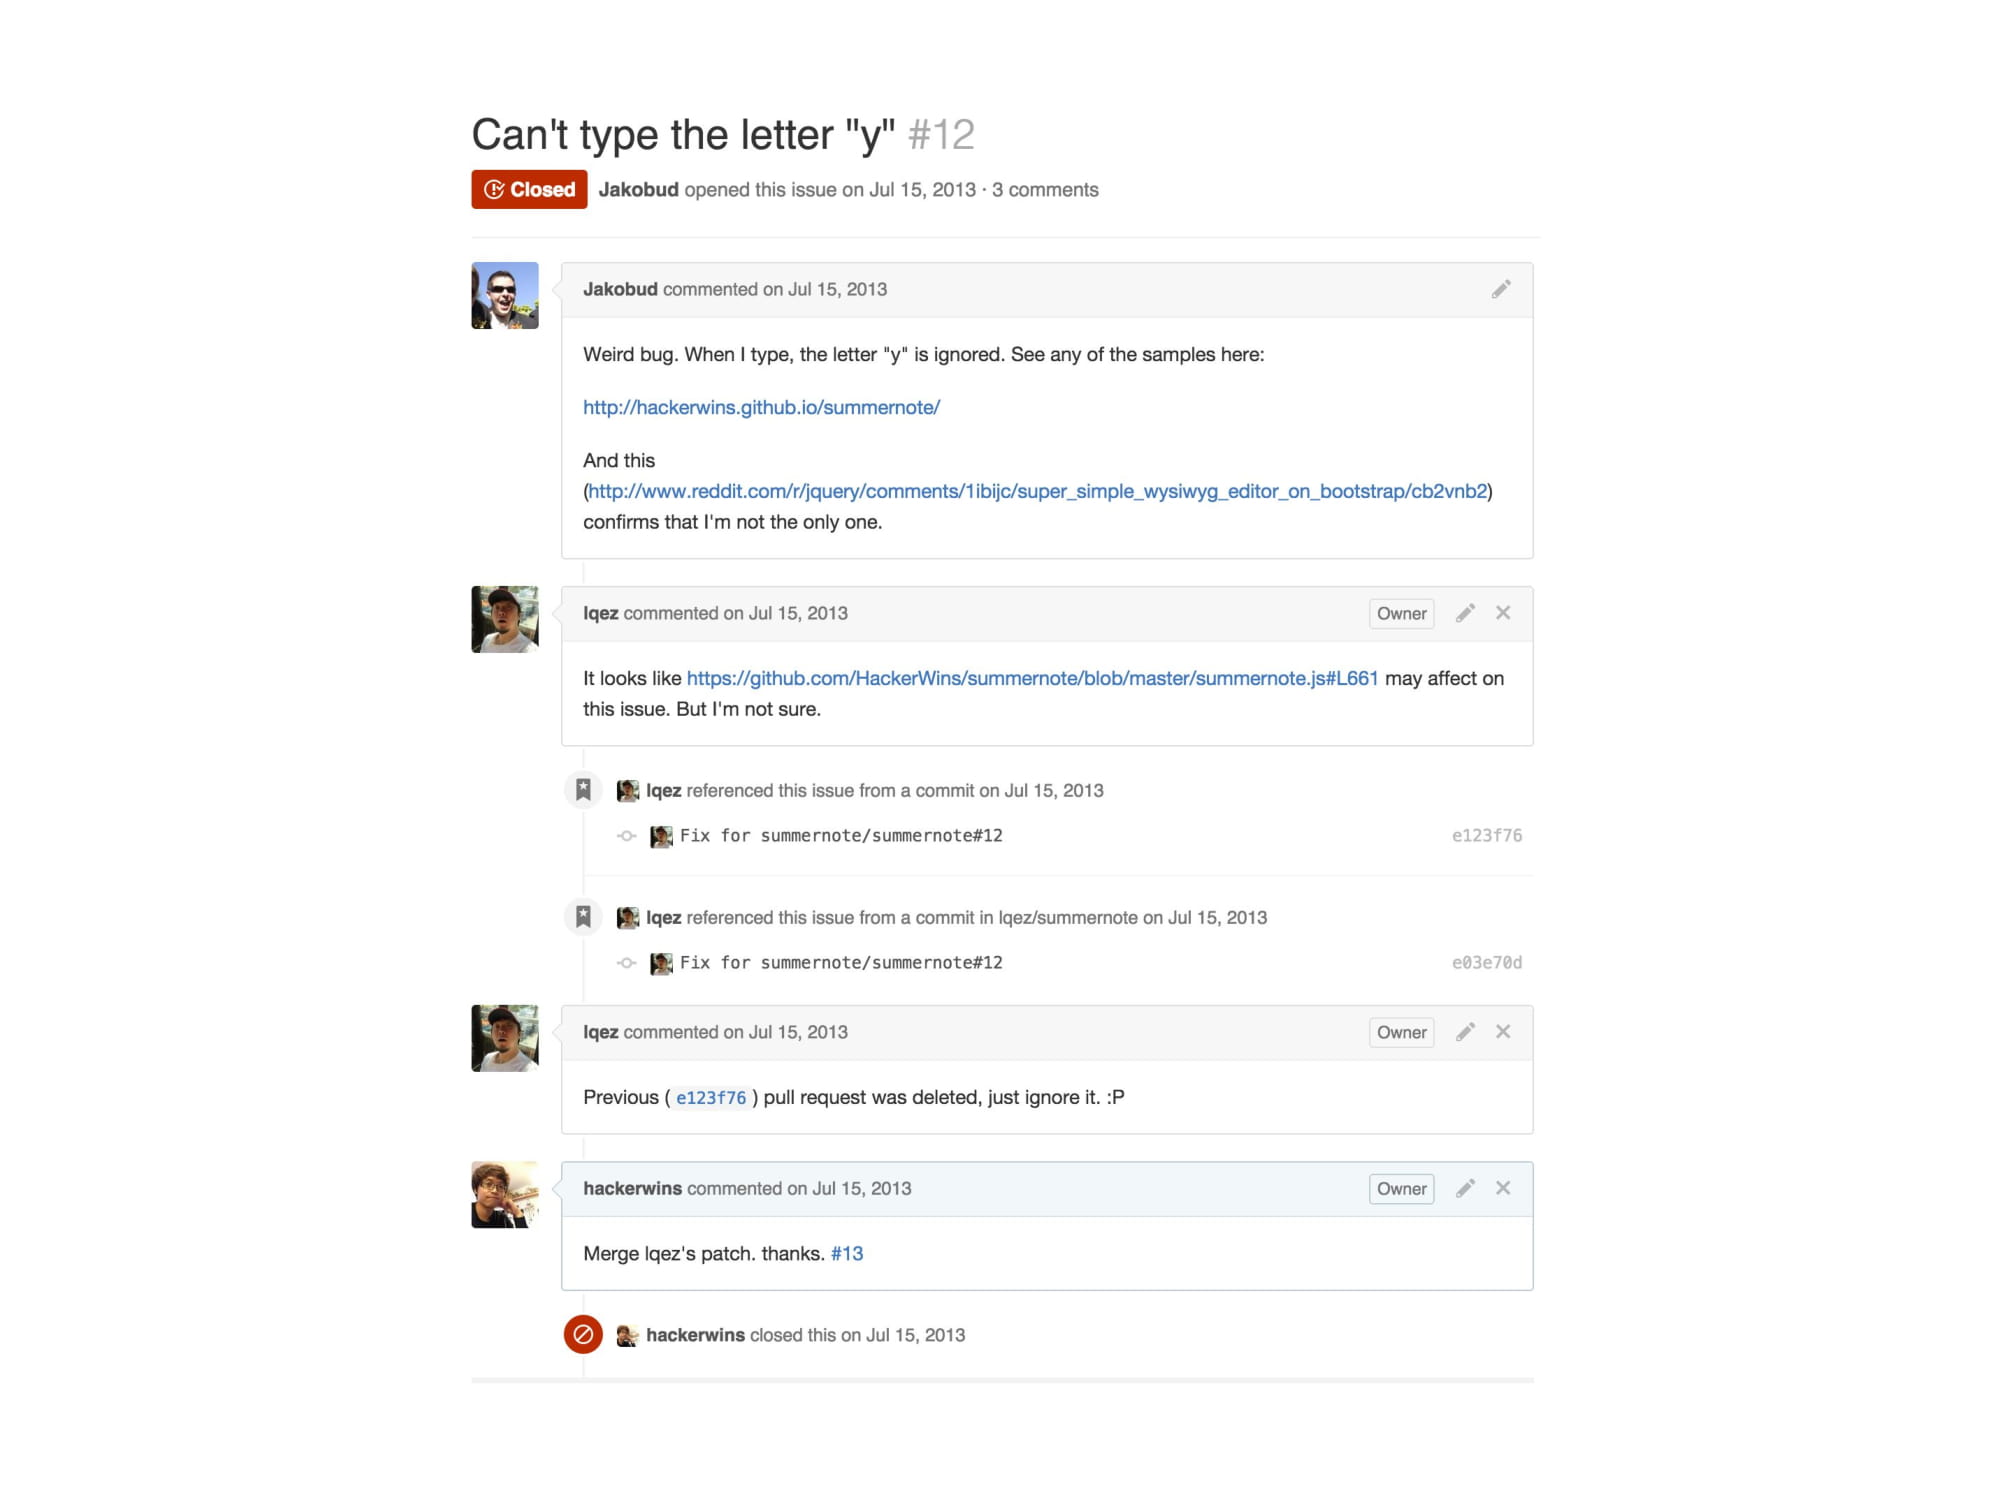 Can't type the letter "y" #12
Closed Jakobud opened this issue on Jul 15, 2013 · 3 comments
Jakobud commented on Jul 15, 2013
Weird bug. When I type, the letter "y" is ignored. See any of the samples here:
http://hackerwins.github.io/summernote/
And this
(http://www.reddit.com/r/jquery/comments/1ibijc/super_simple_wysiwyg_editor_on_bootstrap/cb2vnb2)
confirms that I'm not the only one.
lqez commented on Jul 15, 2013 Owner
It looks like https://github.com/HackerWins/summernote/blob/master/summernote.js#L661 may affect on
this issue. But I'm not sure.
lqez referenced this issue from a commit on Jul 15, 2013
Fix for summernote/summernote#12 e123f76
lqez referenced this issue from a commit in lqez/summernote on Jul 15, 2013
Fix for summernote/summernote#12 e03e70d
lqez commented on Jul 15, 2013 Owner
Previous ( e123f76 ) pull request was deleted, just ignore it. :P
hackerwins commented on Jul 15, 2013 Owner
Merge lqez's patch. thanks. #13
hackerwins closed this on Jul 15, 2013